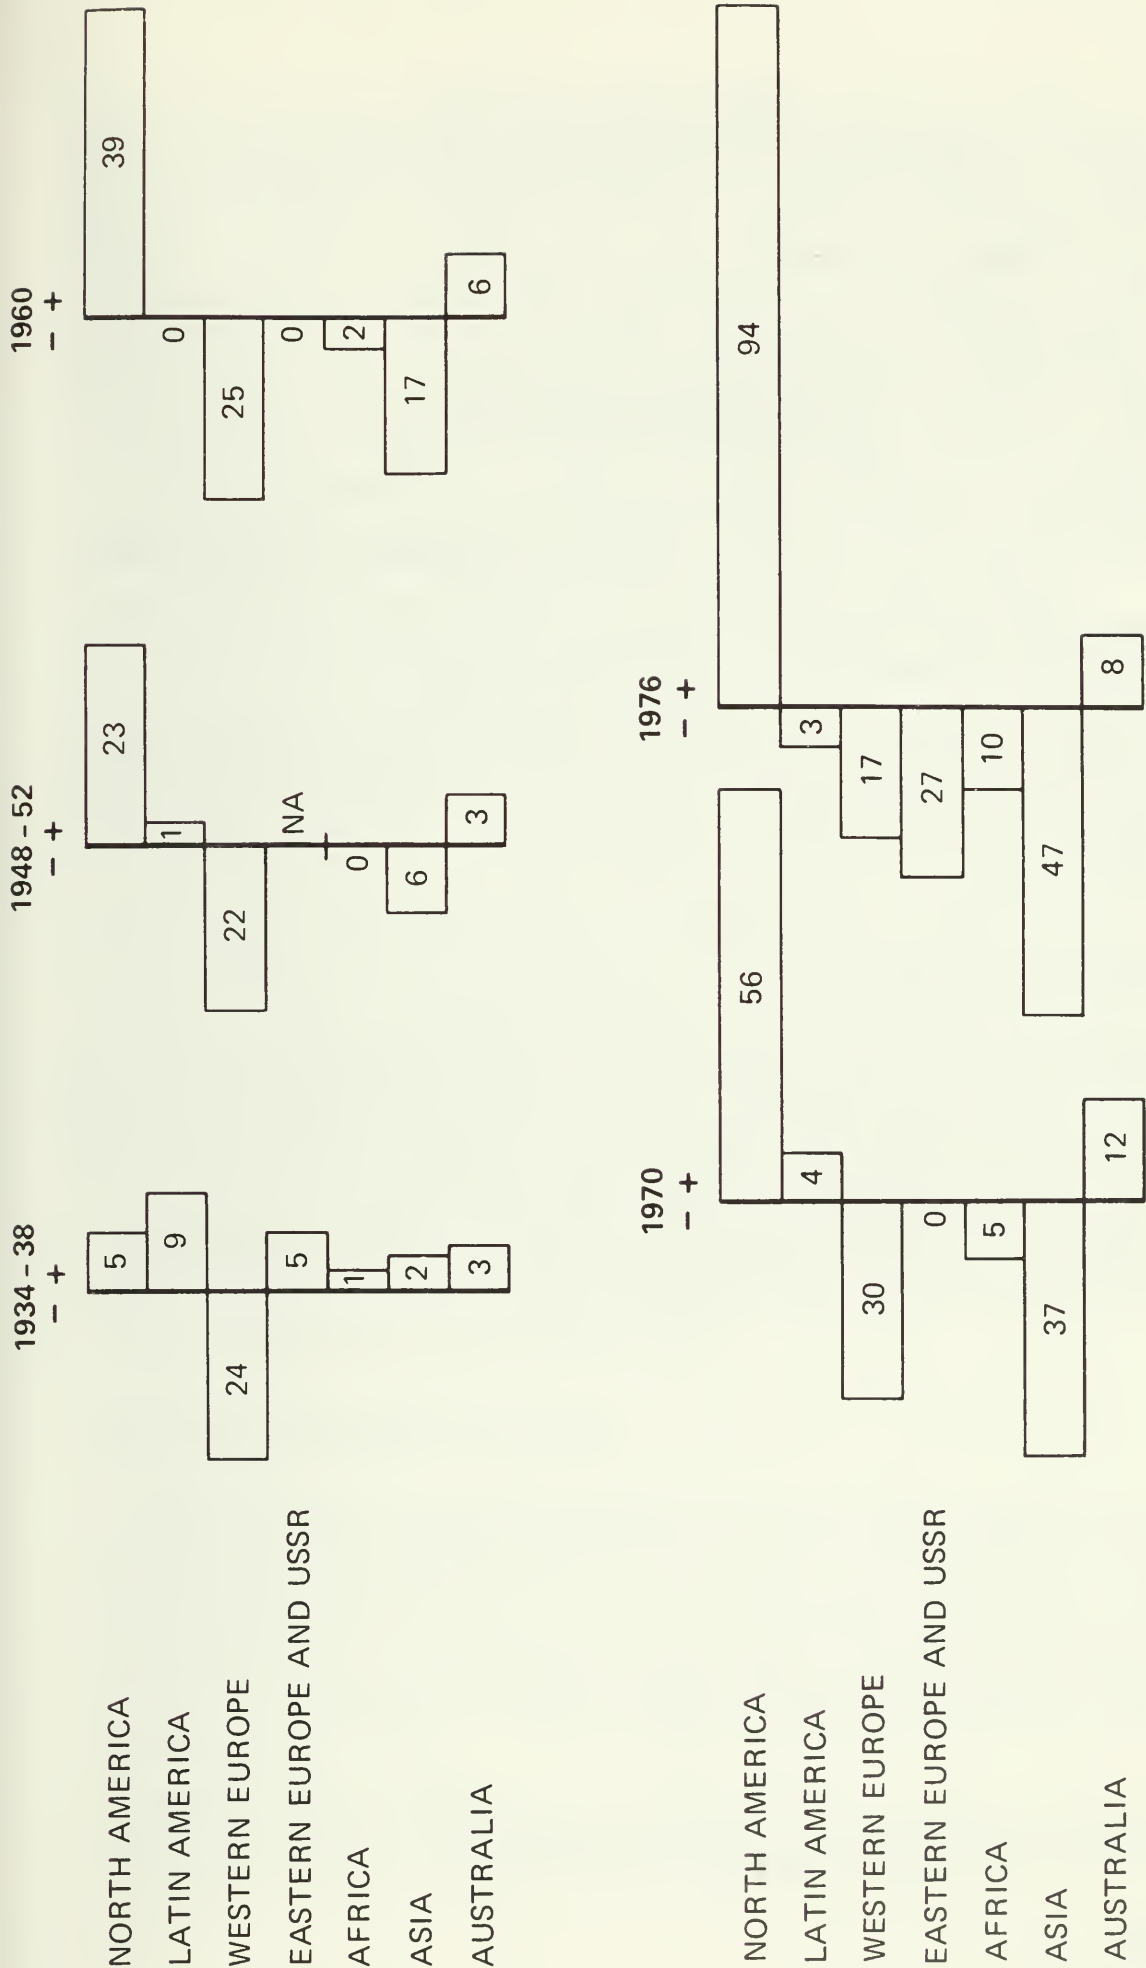 1934–38
– +
1948–52
– +
1960
– +
NORTH AMERICA 5 23 39
LATIN AMERICA 9 1 0
WESTERN EUROPE 24 22 25
EASTERN EUROPE AND USSR 5 NA 0
AFRICA 1 0 2
ASIA 2 6 17
AUSTRALIA 3 3 6
1970
– +
1976
– +
NORTH AMERICA 56 94
LATIN AMERICA 4 3
WESTERN EUROPE 30 17
EASTERN EUROPE AND USSR 0 27
AFRICA 5 10
ASIA 37 47
AUSTRALIA 12 8